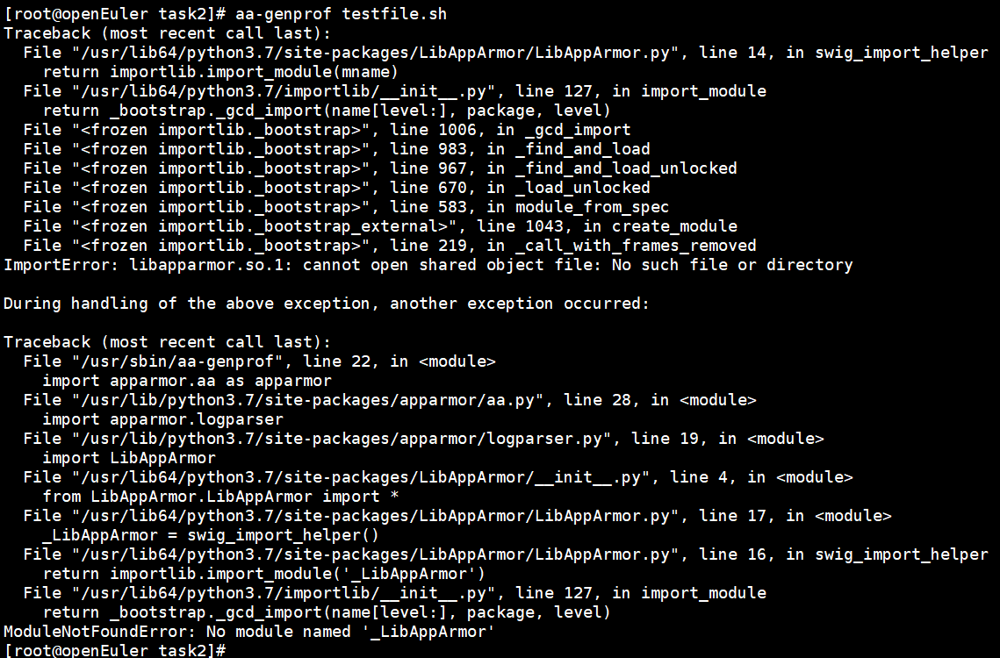 [root@openEuler task2]# aa-genprof testfile.sh
Traceback (most recent call last):
  File "/usr/lib64/python3.7/site-packages/LibAppArmor/LibAppArmor.py", line 14, in swig_import_helper
    return importlib.import_module(mname)
  File "/usr/lib64/python3.7/importlib/__init__.py", line 127, in import_module
    return _bootstrap._gcd_import(name[level:], package, level)
  File "<frozen importlib._bootstrap>", line 1006, in _gcd_import
  File "<frozen importlib._bootstrap>", line 983, in _find_and_load
  File "<frozen importlib._bootstrap>", line 967, in _find_and_load_unlocked
  File "<frozen importlib._bootstrap>", line 670, in _load_unlocked
  File "<frozen importlib._bootstrap>", line 583, in module_from_spec
  File "<frozen importlib._bootstrap_external>", line 1043, in create_module
  File "<frozen importlib._bootstrap>", line 219, in _call_with_frames_removed
ImportError: libapparmor.so.1: cannot open shared object file: No such file or directory

During handling of the above exception, another exception occurred:

Traceback (most recent call last):
  File "/usr/sbin/aa-genprof", line 22, in <module>
    import apparmor.aa as apparmor
  File "/usr/lib/python3.7/site-packages/apparmor/aa.py", line 28, in <module>
    import apparmor.logparser
  File "/usr/lib/python3.7/site-packages/apparmor/logparser.py", line 19, in <module>
    import LibAppArmor
  File "/usr/lib64/python3.7/site-packages/LibAppArmor/__init__.py", line 4, in <module>
    from LibAppArmor.LibAppArmor import *
  File "/usr/lib64/python3.7/site-packages/LibAppArmor/LibAppArmor.py", line 17, in <module>
    _LibAppArmor = swig_import_helper()
  File "/usr/lib64/python3.7/site-packages/LibAppArmor/LibAppArmor.py", line 16, in swig_import_helper
    return importlib.import_module('_LibAppArmor')
  File "/usr/lib64/python3.7/importlib/__init__.py", line 127, in import_module
    return _bootstrap._gcd_import(name[level:], package, level)
ModuleNotFoundError: No module named '_LibAppArmor'
[root@openEuler task2]#